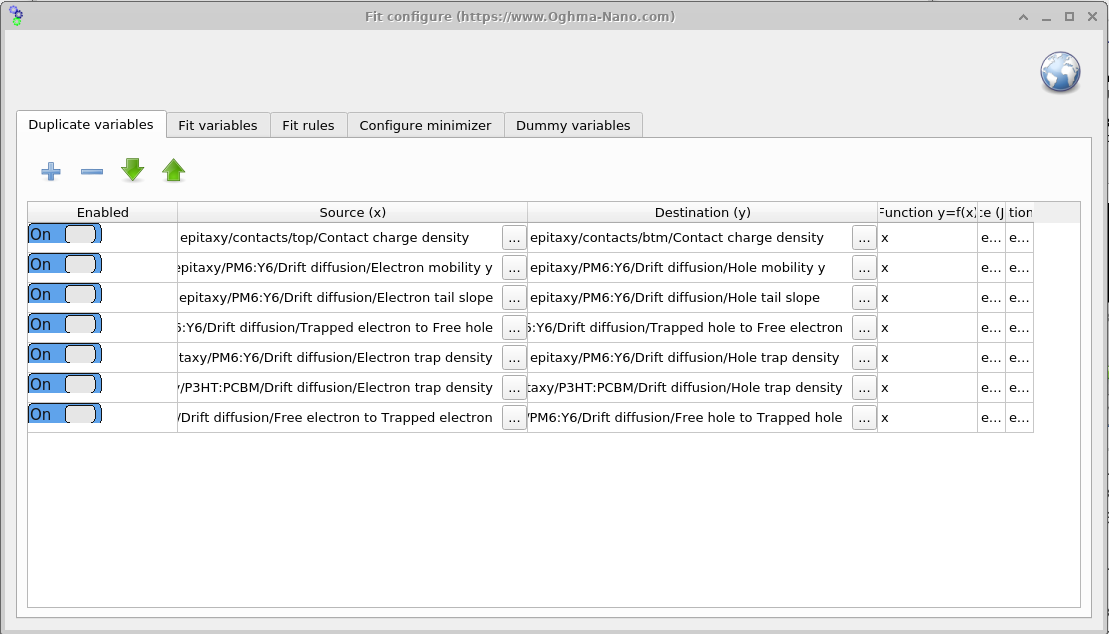 Fit configure (https://www.Oghma-Nano.com)
Duplicate variables Fit variables Fit rules Configure minimizer Dummy variables
Enabled Source (x) Destination (y) Function y=f(x) :e (J tion
On epitaxy/contacts/top/Contact charge density ... epitaxy/contacts/btm/Contact charge density ... x e... e...
On epitaxy/PM6:Y6/Drift diffusion/Electron mobility y ... epitaxy/PM6:Y6/Drift diffusion/Hole mobility y ... x e... e...
On epitaxy/PM6:Y6/Drift diffusion/Electron tail slope ... epitaxy/PM6:Y6/Drift diffusion/Hole tail slope ... x e... e...
On :Y6/Drift diffusion/Trapped electron to Free hole ... :Y6/Drift diffusion/Trapped hole to Free electron ... x e... e...
On taxy/PM6:Y6/Drift diffusion/Electron trap density ... epitaxy/PM6:Y6/Drift diffusion/Hole trap density ... x e... e...
On /P3HT:PCBM/Drift diffusion/Electron trap density ... taxy/P3HT:PCBM/Drift diffusion/Hole trap density ... x e... e...
On /Drift diffusion/Free electron to Trapped electron ... /PM6:Y6/Drift diffusion/Free hole to Trapped hole ... x e... e...